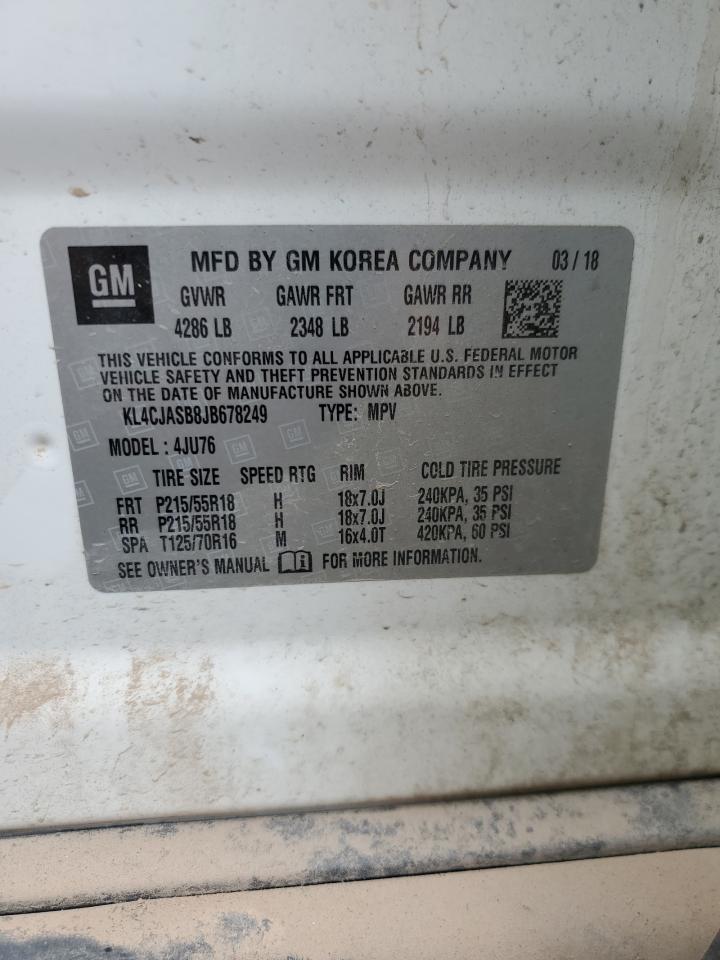 GM MFD BY GM KOREA COMPANY 03 / 18
GVWR GAWR FRT GAWR RR
4286 LB 2348 LB 2194 LB
THIS VEHICLE CONFORMS TO ALL APPLICABLE U.S. FEDERAL MOTOR
VEHICLE SAFETY AND THEFT PREVENTION STANDARDS IN EFFECT
ON THE DATE OF MANUFACTURE SHOWN ABOVE.
KL4CJASB8JB678249 TYPE: MPV
MODEL : 4JU76
TIRE SIZE SPEED RTG RIM COLD TIRE PRESSURE
FRT P215/55R18 H 18x7.0J 240KPA, 35 PSI
RR P215/55R18 H 18x7.0J 240KPA, 35 PSI
SPA T125/70R16 M 16x4.0T 420KPA, 60 PSI
SEE OWNER'S MANUAL i FOR MORE INFORMATION.